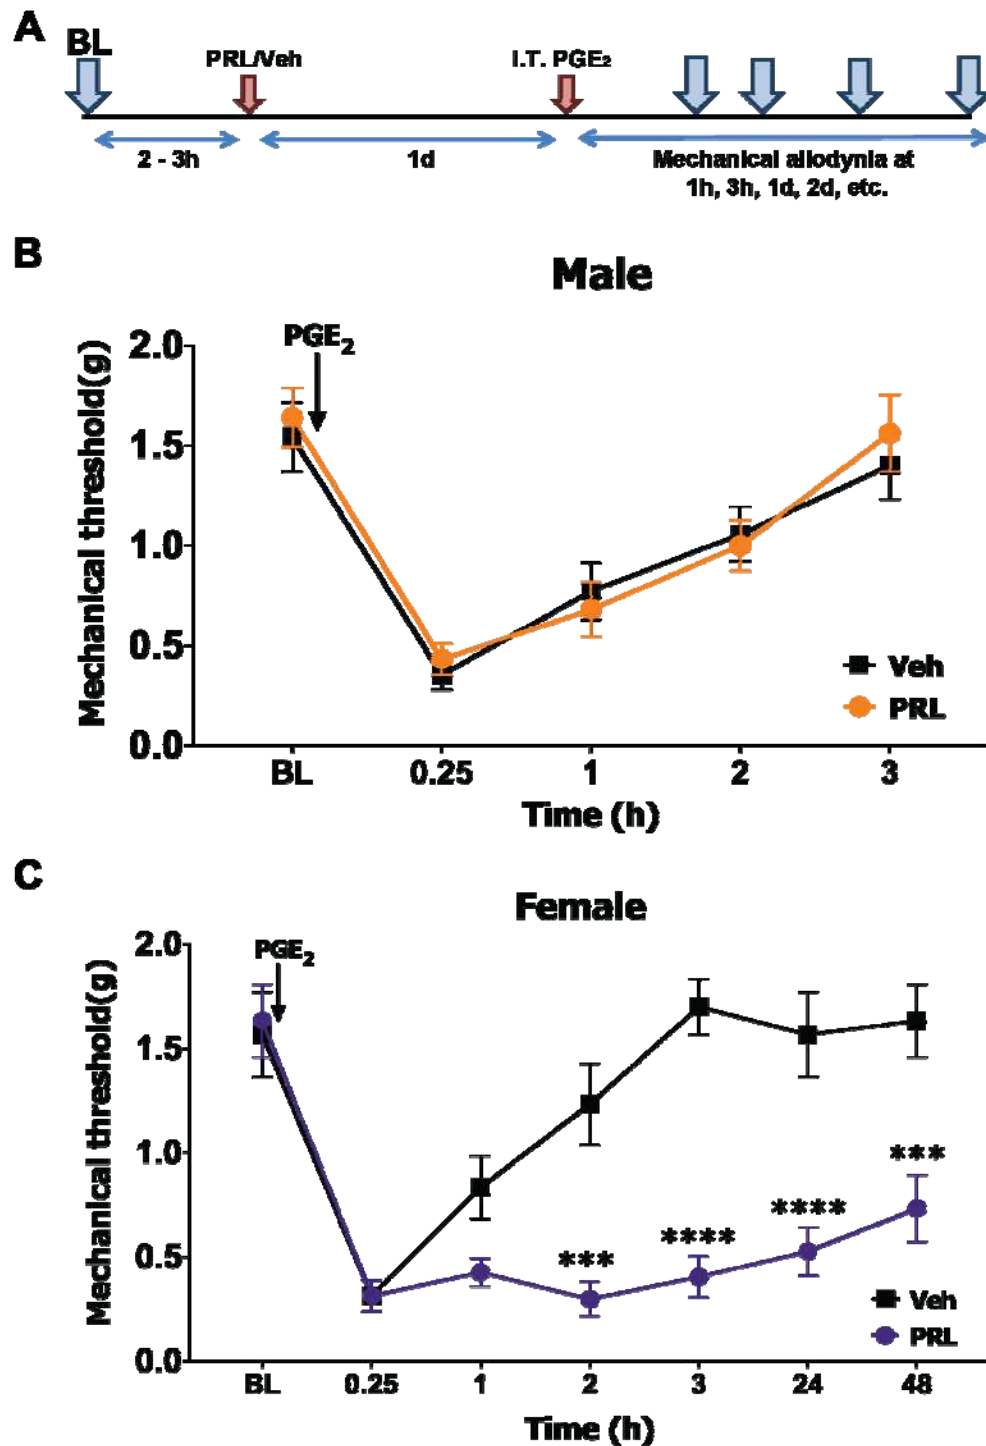 A
BL
PRL/Veh
I.T. PGE₂
2 - 3h
1d
Mechanical allodynia at
1h, 3h, 1d, 2d, etc.
B
Male
Mechanical threshold(g)
PGE₂
2.0
1.5
1.0
0.5
0.0
Veh
PRL
BL 0.25 1 2 3
Time (h)
C
Female
Mechanical threshold(g)
PGE₂
2.0
1.5
1.0
0.5
0.0
*** **** **** ***
Veh
PRL
BL 0.25 1 2 3 24 48
Time (h)